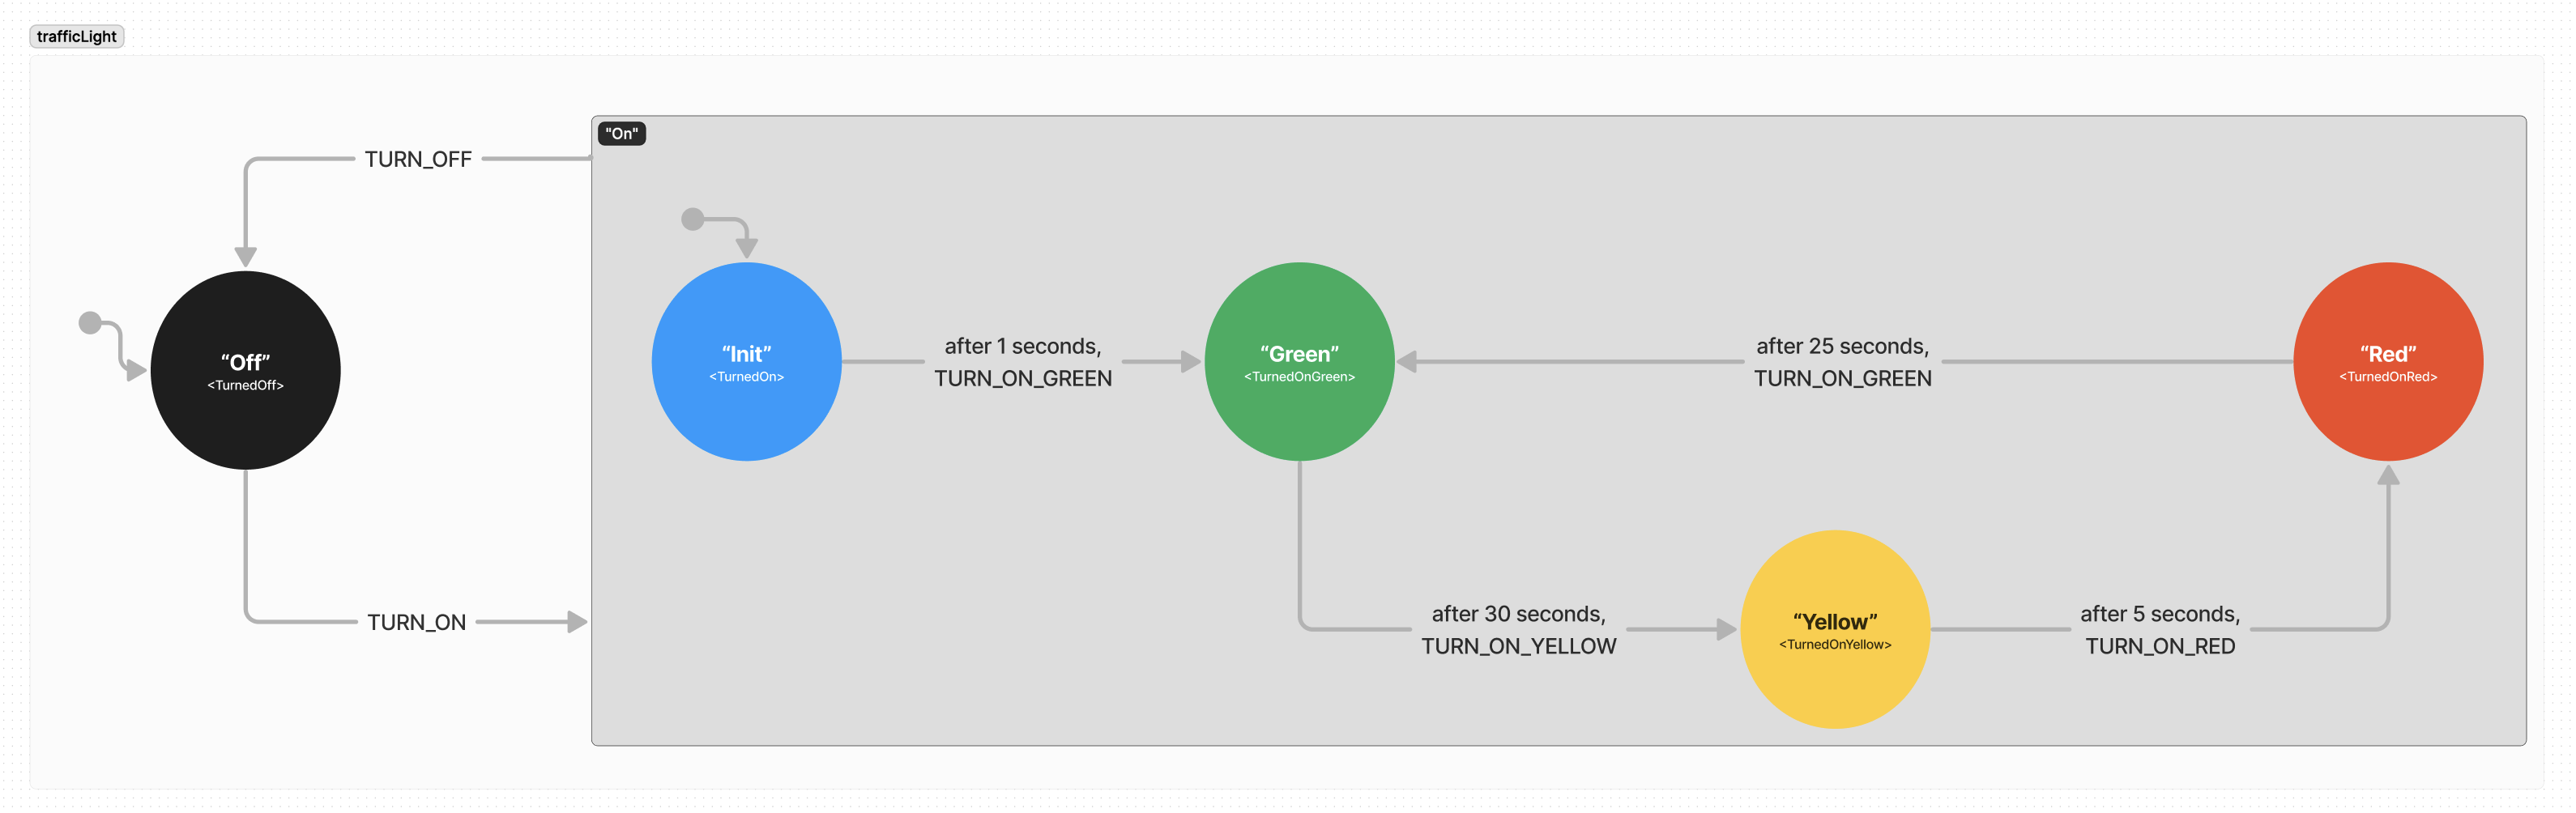 trafficLight
"On"
TURN_OFF
“Off”
<TurnedOff>
TURN_ON
“Init”
<TurnedOn>
after 1 seconds,
TURN_ON_GREEN
“Green”
<TurnedOnGreen>
after 25 seconds,
TURN_ON_GREEN
“Red”
<TurnedOnRed>
after 30 seconds,
TURN_ON_YELLOW
“Yellow”
<TurnedOnYellow>
after 5 seconds,
TURN_ON_RED